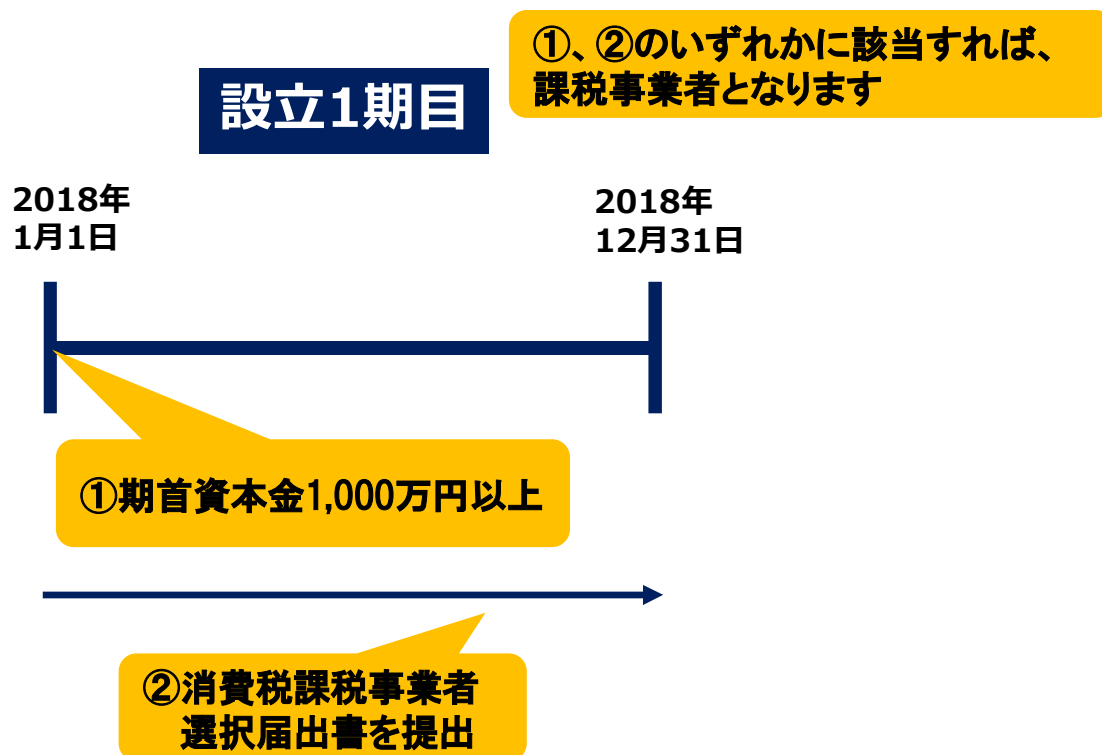 ①、②のいずれかに該当すれば、
課税事業者となります
設立1期目
2018年
1月1日
2018年
12月31日
①期首資本金1,000万円以上
②消費税課税事業者
選択届出書を提出